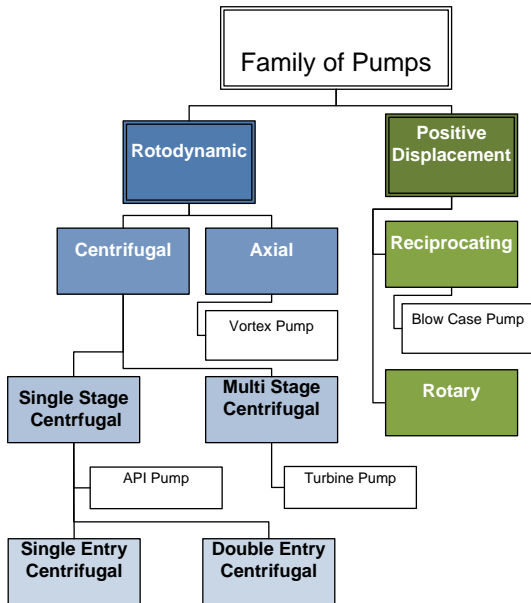 Family of Pumps
Rotodynamic
Positive
Displacement
Centrifugal
Axial
Reciprocating
Vortex Pump
Blow Case Pump
Single Stage
Centrfugal
Multi Stage
Centrifugal
Rotary
API Pump
Turbine Pump
Single Entry
Centrifugal
Double Entry
Centrifugal